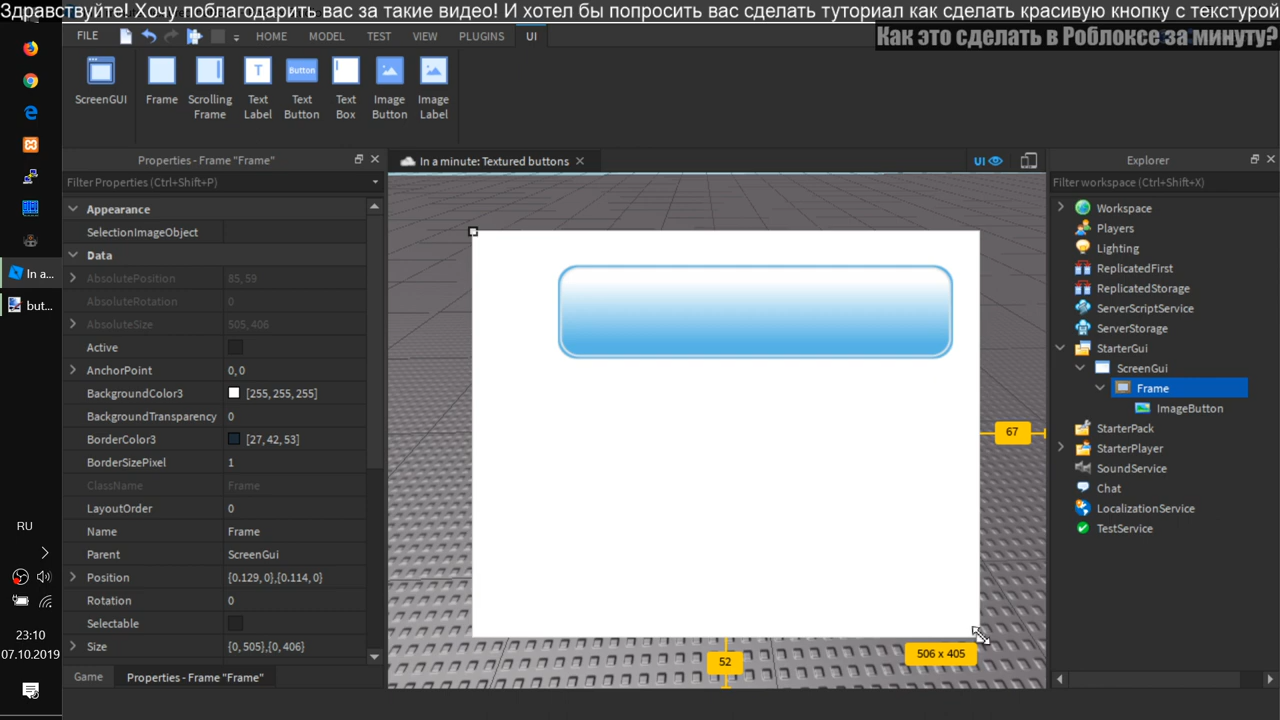 Здравствуйте! Хочу поблагодарить вас за такие видео! И хотел бы попросить вас сделать туториал как сделать красивую кнопку с текстурой
Как это сделать в Роблоксе за минуту?
FILE
HOME
MODEL
TEST
VIEW
PLUGINS
UI
ScreenGUI
Frame
Scrolling
Frame
Text
Label
Button
Text
Button
Text
Box
Image
Button
Image
Label
Properties - Frame "Frame"
Filter Properties (Ctrl+Shift+P)
Appearance
SelectionImageObject
Data
AbsolutePosition 85, 59
AbsoluteRotation 0
AbsoluteSize 505, 406
Active
AnchorPoint 0, 0
BackgroundColor3 [255, 255, 255]
BackgroundTransparency 0
BorderColor3 [27, 42, 53]
BorderSizePixel 1
ClassName Frame
LayoutOrder 0
Name Frame
Parent ScreenGui
Position {0.129, 0},{0.114, 0}
Rotation 0
Selectable
Size {0, 505},{0, 406}
Game
Properties - Frame "Frame"
In a minute: Textured buttons
UI
67
52
506 x 405
Explorer
Filter workspace (Ctrl+Shift+X)
Workspace
Players
Lighting
ReplicatedFirst
ReplicatedStorage
ServerScriptService
ServerStorage
StarterGui
ScreenGui
Frame
ImageButton
StarterPack
StarterPlayer
SoundService
Chat
LocalizationService
TestService
In a...
but...
RU
23:10
07.10.2019